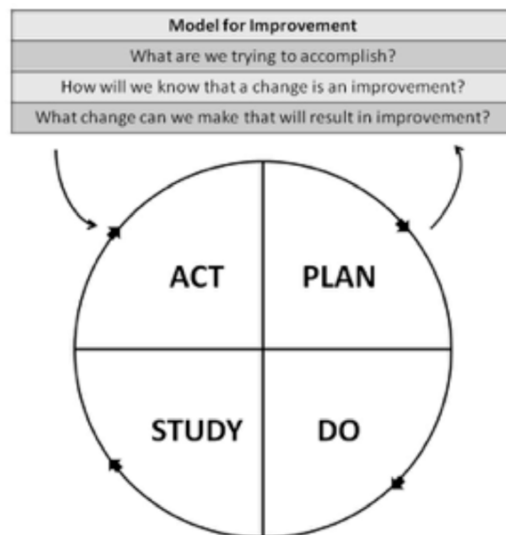 Model for Improvement
What are we trying to accomplish?
How will we know that a change is an improvement?
What change can we make that will result in improvement?
ACT
PLAN
STUDY
DO